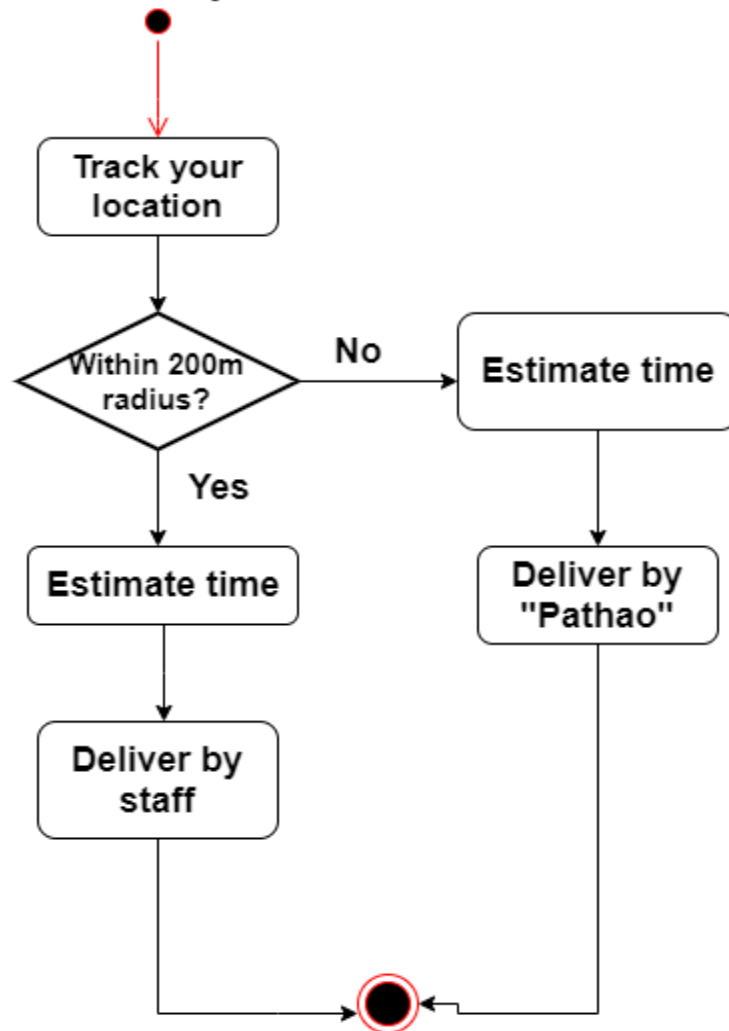 Track your
location
Within 200m
radius?
No
Estimate time
Yes
Estimate time
Deliver by
"Pathao"
Deliver by
staff